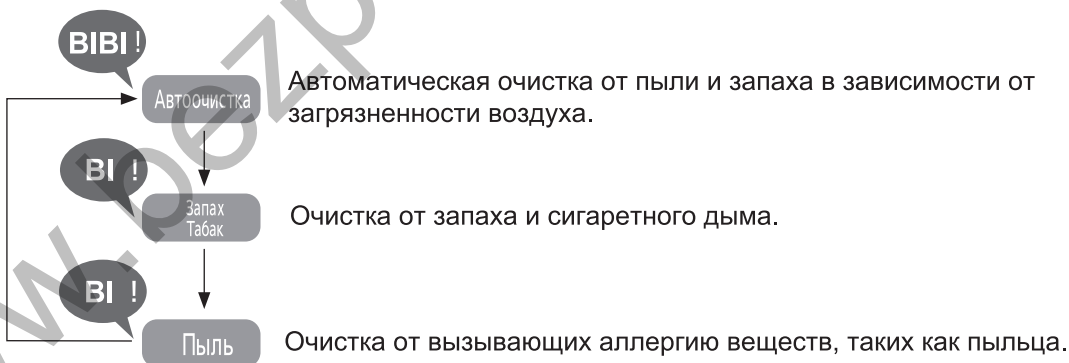 BIBI !
Автоочистка
Автоматическая очистка от пыли и запаха в зависимости от
загрязненности воздуха.
BI !
Запах
Табак
Очистка от запаха и сигаретного дыма.
BI !
Пыль
Очистка от вызывающих аллергию веществ, таких как пыльца.